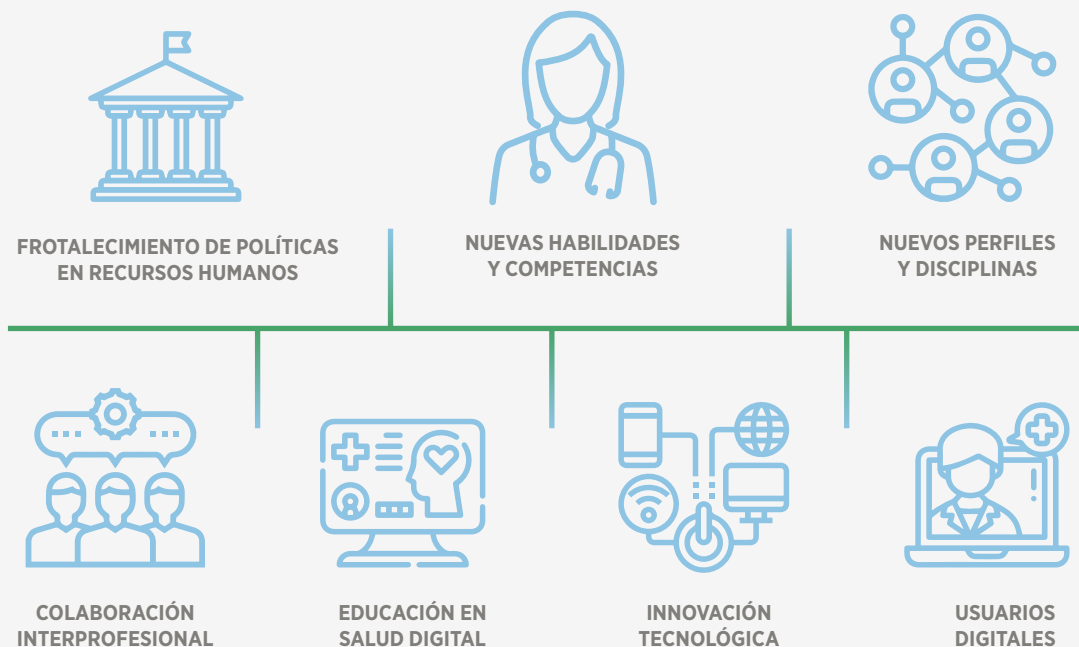 FROTALECIMIENTO DE POLÍTICAS
EN RECURSOS HUMANOS
NUEVAS HABILIDADES
Y COMPETENCIAS
NUEVOS PERFILES
Y DISCIPLINAS
COLABORACIÓN
INTERPROFESIONAL
EDUCACIÓN EN
SALUD DIGITAL
INNOVACIÓN
TECNOLÓGICA
USUARIOS
DIGITALES